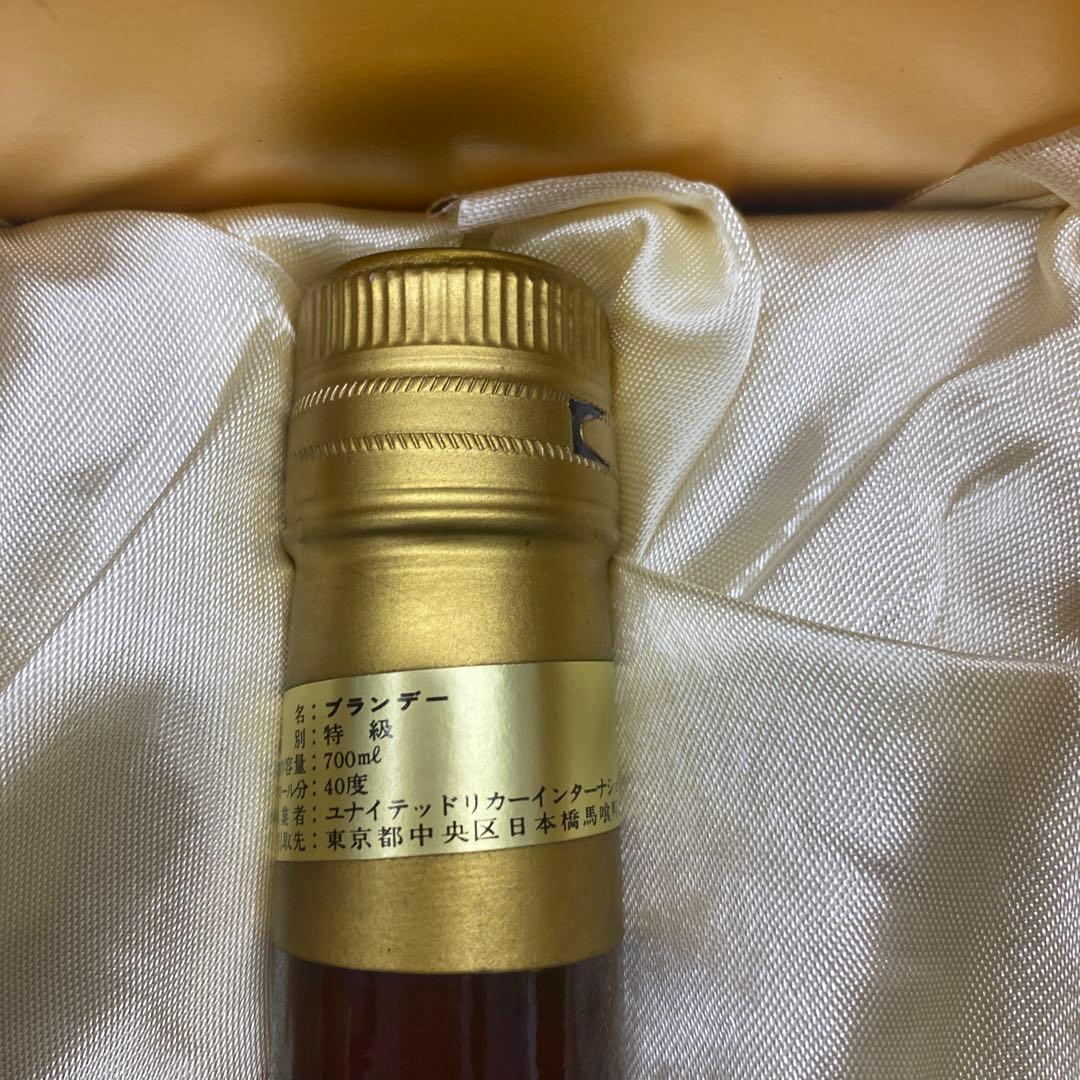 名：ブランデー
別：特 級
容量：700ml
ール分：40度
業者：ユナイテッドリカーインターナショ
取先：東京都中央区日本橋馬喰町